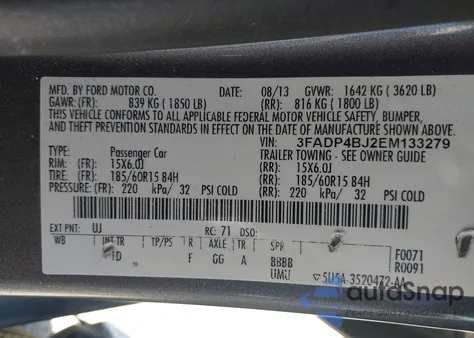 MFD. BY FORD MOTOR CO. DATE: 08/13 GVWR: 1642 KG ( 3620 LB)
GAWR: (FR): 839 KG ( 1850 LB) (RR): 816 KG ( 1800 LB)
THIS VEHICLE CONFORMS TO ALL APPLICABLE FEDERAL MOTOR VEHICLE SAFETY, BUMPER,
AND THEFT PREVENTION STANDARDS IN EFFECT ON THE DATE OF MANUFACTURE SHOWN ABOVE.
VIN: 3FADP4BJ2EM133279
TYPE: Passenger Car TRAILER TOWING - SEE OWNER GUIDE
RIM: (FR): 15X6.0J (RR): 15X6.0J
TIRE: (FR): 185/60R15 84H (RR): 185/60R15 84H
PRESSURE: (FR): 220 kPa/ 32 PSI COLD (RR): 220 kPa/ 32 PSI COLD
EXT PNT: UJ RC: 71 DSO:
WB INT TR TP/PS R AXLE TR SPR F0071
ID F GG A BBBB R0091
UMU 5U5A-3520472-AA
autoSnap